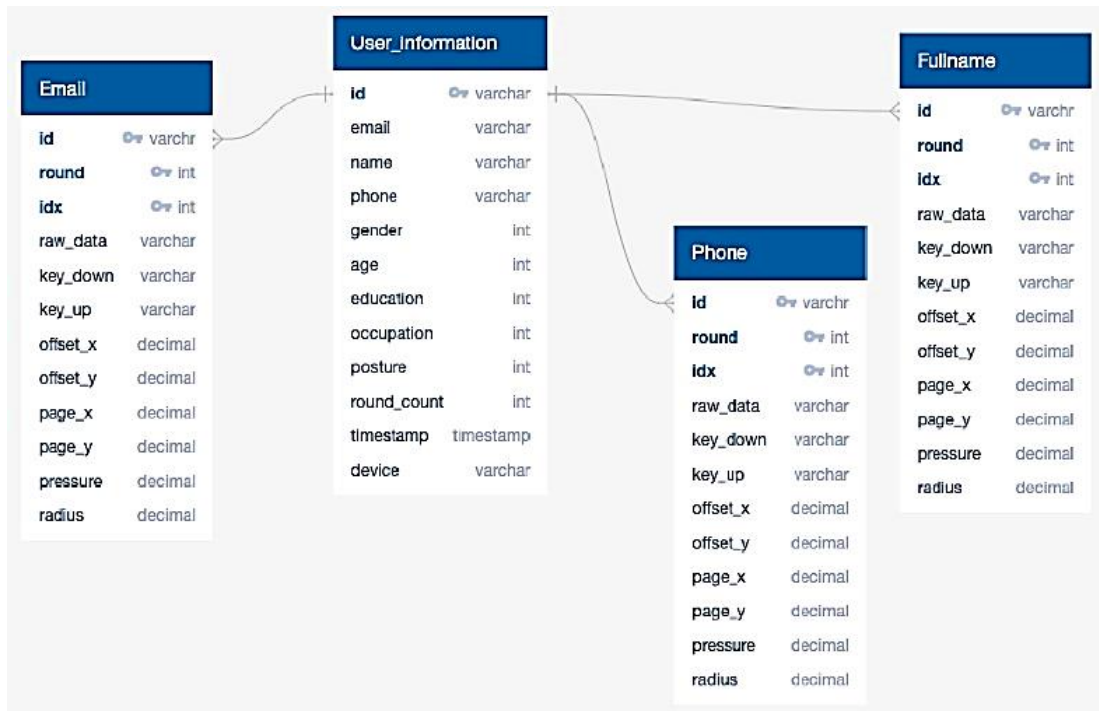 Email
id varchr
round int
idx int
raw_data varchar
key_down varchar
key_up varchar
offset_x decimal
offset_y decimal
page_x decimal
page_y decimal
pressure decimal
radius decimal
User_information
id varchar
email varchar
name varchar
phone varchar
gender int
age int
education int
occupation int
posture int
round_count int
timestamp timestamp
device varchar
Phone
id varchr
round int
idx int
raw_data varchar
key_down varchar
key_up varchar
offset_x decimal
offset_y decimal
page_x decimal
page_y decimal
pressure decimal
radius decimal
Fullname
id varchr
round int
idx int
raw_data varchar
key_down varchar
key_up varchar
offset_x decimal
offset_y decimal
page_x decimal
page_y decimal
pressure decimal
radius decimal